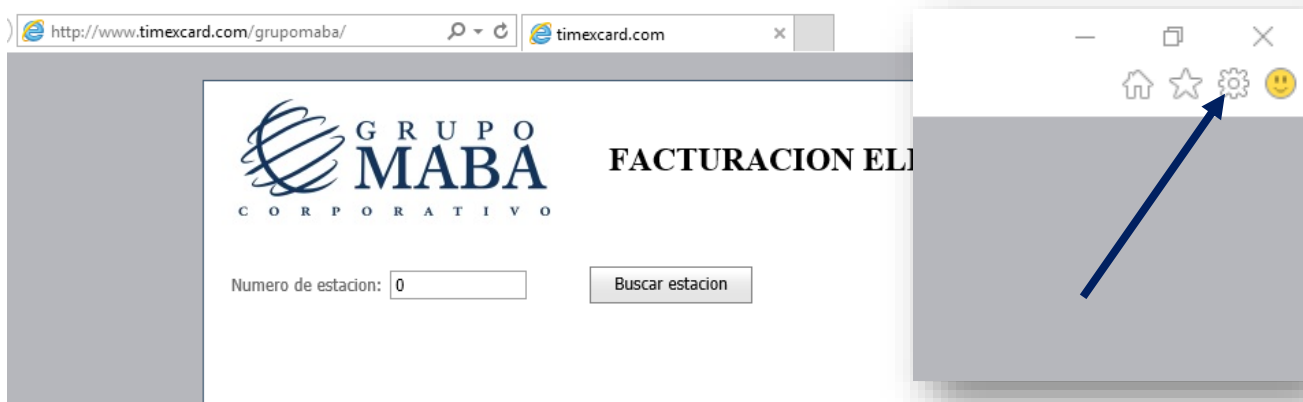 http://www.timexcard.com/grupomaba/
timexcard.com
GRUPO
MABA
CORPORATIVO
FACTURACION EL
Numero de estacion: 0
Buscar estacion